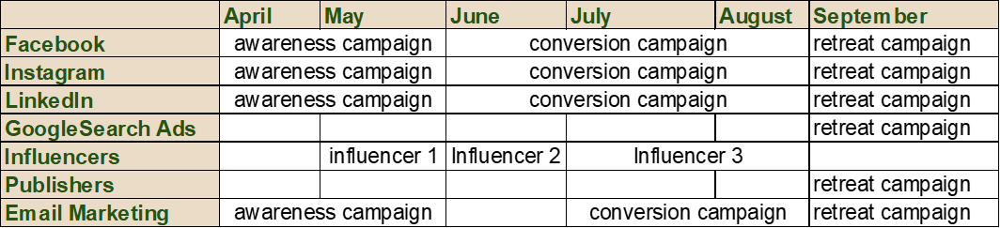 April May June July August September
Facebook awareness campaign conversion campaign retreat campaign
Instagram awareness campaign conversion campaign retreat campaign
LinkedIn awareness campaign conversion campaign retreat campaign
GoogleSearch Ads retreat campaign
Influencers influencer 1 Influencer 2 Influencer 3
Publishers retreat campaign
Email Marketing awareness campaign conversion campaign retreat campaign